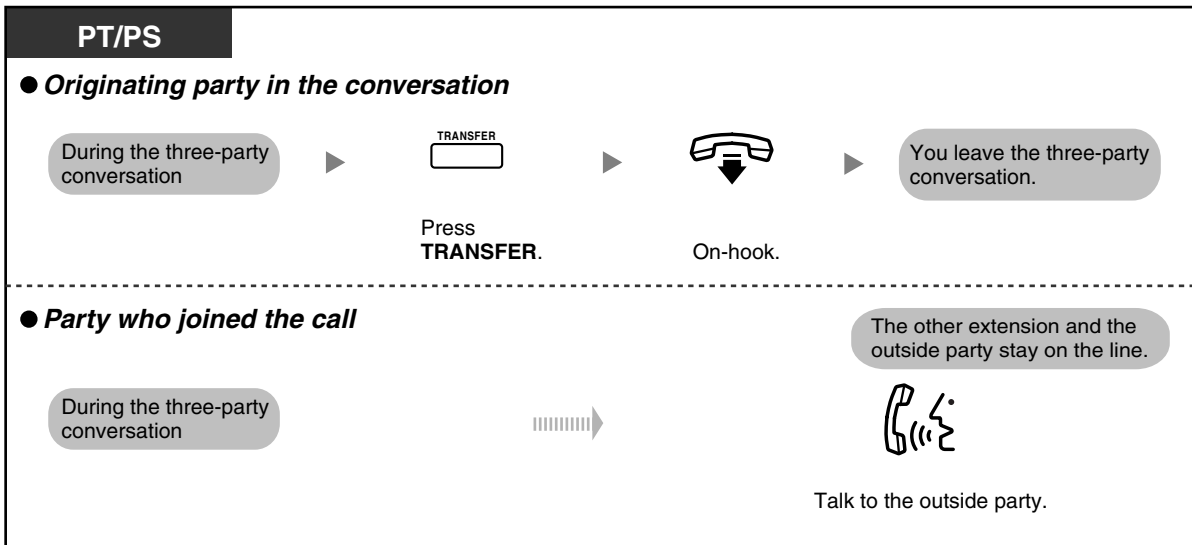 PT/PS
● Originating party in the conversation
During the three-party
conversation
TRANSFER
Press
TRANSFER.
On-hook.
You leave the three-party
conversation.
● Party who joined the call
During the three-party
conversation
The other extension and the
outside party stay on the line.
Talk to the outside party.